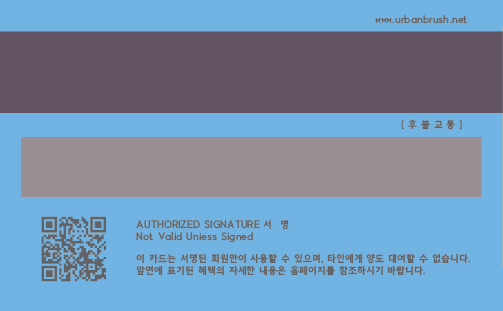 www.urbanbrush.net
[ 후 불 교 통 ]
AUTHORIZED SIGNATURE 서 명
Not Valid Uniess Signed
이 카드는 서명된 회원만이 사용할 수 있으며, 타인에게 양도 대여할 수 없습니다.
앞면에 표기된 혜택의 자세한 내용은 홈페이지를 참조하시기 바랍니다.